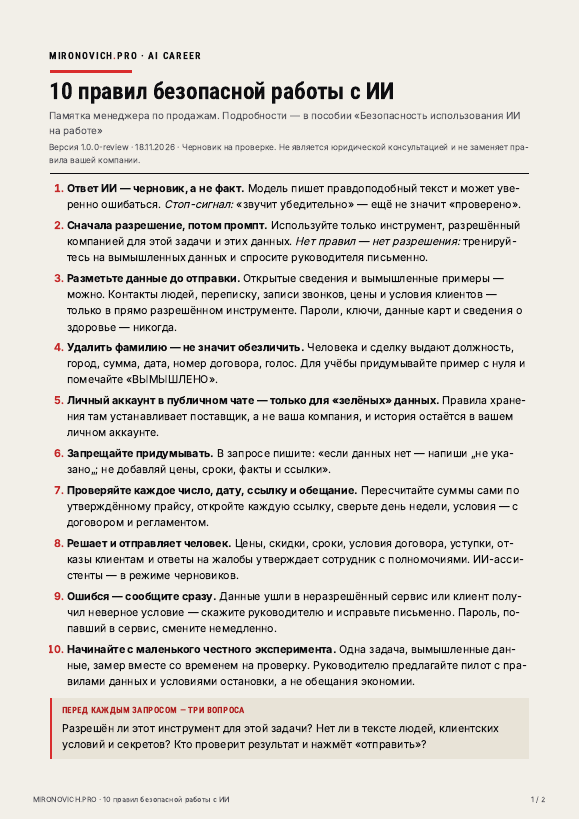 MIRONOVICH.PRO · AI CAREER
10 правил безопасной работы с ИИ
Памятка менеджера по продажам. Подробности — в пособии «Безопасность использования ИИ
на работе»
Версия 1.0.0-review · 18.11.2026 · Черновик на проверке. Не является юридической консультацией и не заменяет пра-
вила вашей компании.
1. Ответ ИИ — черновик, а не факт. Модель пишет правдоподобный текст и может уве-
ренно ошибаться. Стоп-сигнал: «звучит убедительно» — ещё не значит «проверено».
2. Сначала разрешение, потом промпт. Используйте только инструмент, разрешённый
компанией для этой задачи и этих данных. Нет правил — нет разрешения: тренируй-
тесь на вымышленных данных и спросите руководителя письменно.
3. Разметьте данные до отправки. Открытые сведения и вымышленные примеры —
можно. Контакты людей, переписку, записи звонков, цены и условия клиентов —
только в прямо разрешённом инструменте. Пароли, ключи, данные карт и сведения о
здоровье — никогда.
4. Удалить фамилию — не значит обезличить. Человека и сделку выдают должность,
город, сумма, дата, номер договора, голос. Для учёбы придумывайте пример с нуля и
помечайте «ВЫМЫШЛЕНО».
5. Личный аккаунт в публичном чате — только для «зелёных» данных. Правила хране-
ния там устанавливает поставщик, а не ваша компания, и история остаётся в вашем
личном аккаунте.
6. Запрещайте придумывать. В запросе пишите: «если данных нет — напиши „не ука-
зано„; не добавляй цены, сроки, факты и ссылки».
7. Проверяйте каждое число, дату, ссылку и обещание. Пересчитайте суммы сами по
утверждённому прайсу, откройте каждую ссылку, сверьте день недели, условия — с
договором и регламентом.
8. Решает и отправляет человек. Цены, скидки, сроки, условия договора, уступки, от-
казы клиентам и ответы на жалобы утверждает сотрудник с полномочиями. ИИ-асси-
стенты — в режиме черновиков.
9. Ошибся — сообщите сразу. Данные ушли в неразрешённый сервис или клиент полу-
чил неверное условие — скажите руководителю и исправьте письменно. Пароль, по-
павший в сервис, смените немедленно.
10. Начинайте с маленького честного эксперимента. Одна задача, вымышленные дан-
ные, замер вместе со временем на проверку. Руководителю предлагайте пилот с пра-
вилами данных и условиями остановки, а не обещания экономии.
ПЕРЕД КАЖДЫМ ЗАПРОСОМ — ТРИ ВОПРОСА
Разрешён ли этот инструмент для этой задачи? Нет ли в тексте людей, клиентских
условий и секретов? Кто проверит результат и нажмёт «отправить»?
MIRONOVICH.PRO · 10 правил безопасной работы с ИИ
1 / 2